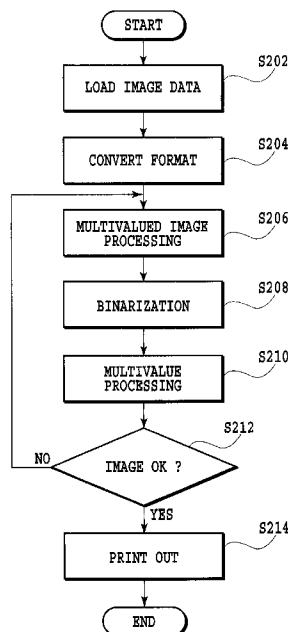 START
S202
LOAD IMAGE DATA
S204
CONVERT FORMAT
S206
MULTIVALUED IMAGE
PROCESSING
S208
BINARIZATION
S210
MULTIVALUE
PROCESSING
S212
IMAGE OK ?
NO
YES
S214
PRINT OUT
END